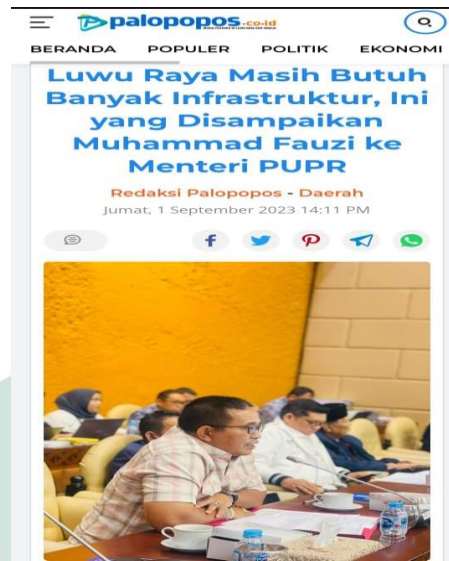 palopopos.co.id
BERANDA POPULER POLITIK EKONOMI
Luwu Raya Masih Butuh
Banyak Infrastruktur, Ini
yang Disampaikan
Muhammad Fauzi ke
Menteri PUPR
Redaksi Palopopos - Daerah
Jumat, 1 September 2023 14:11 PM